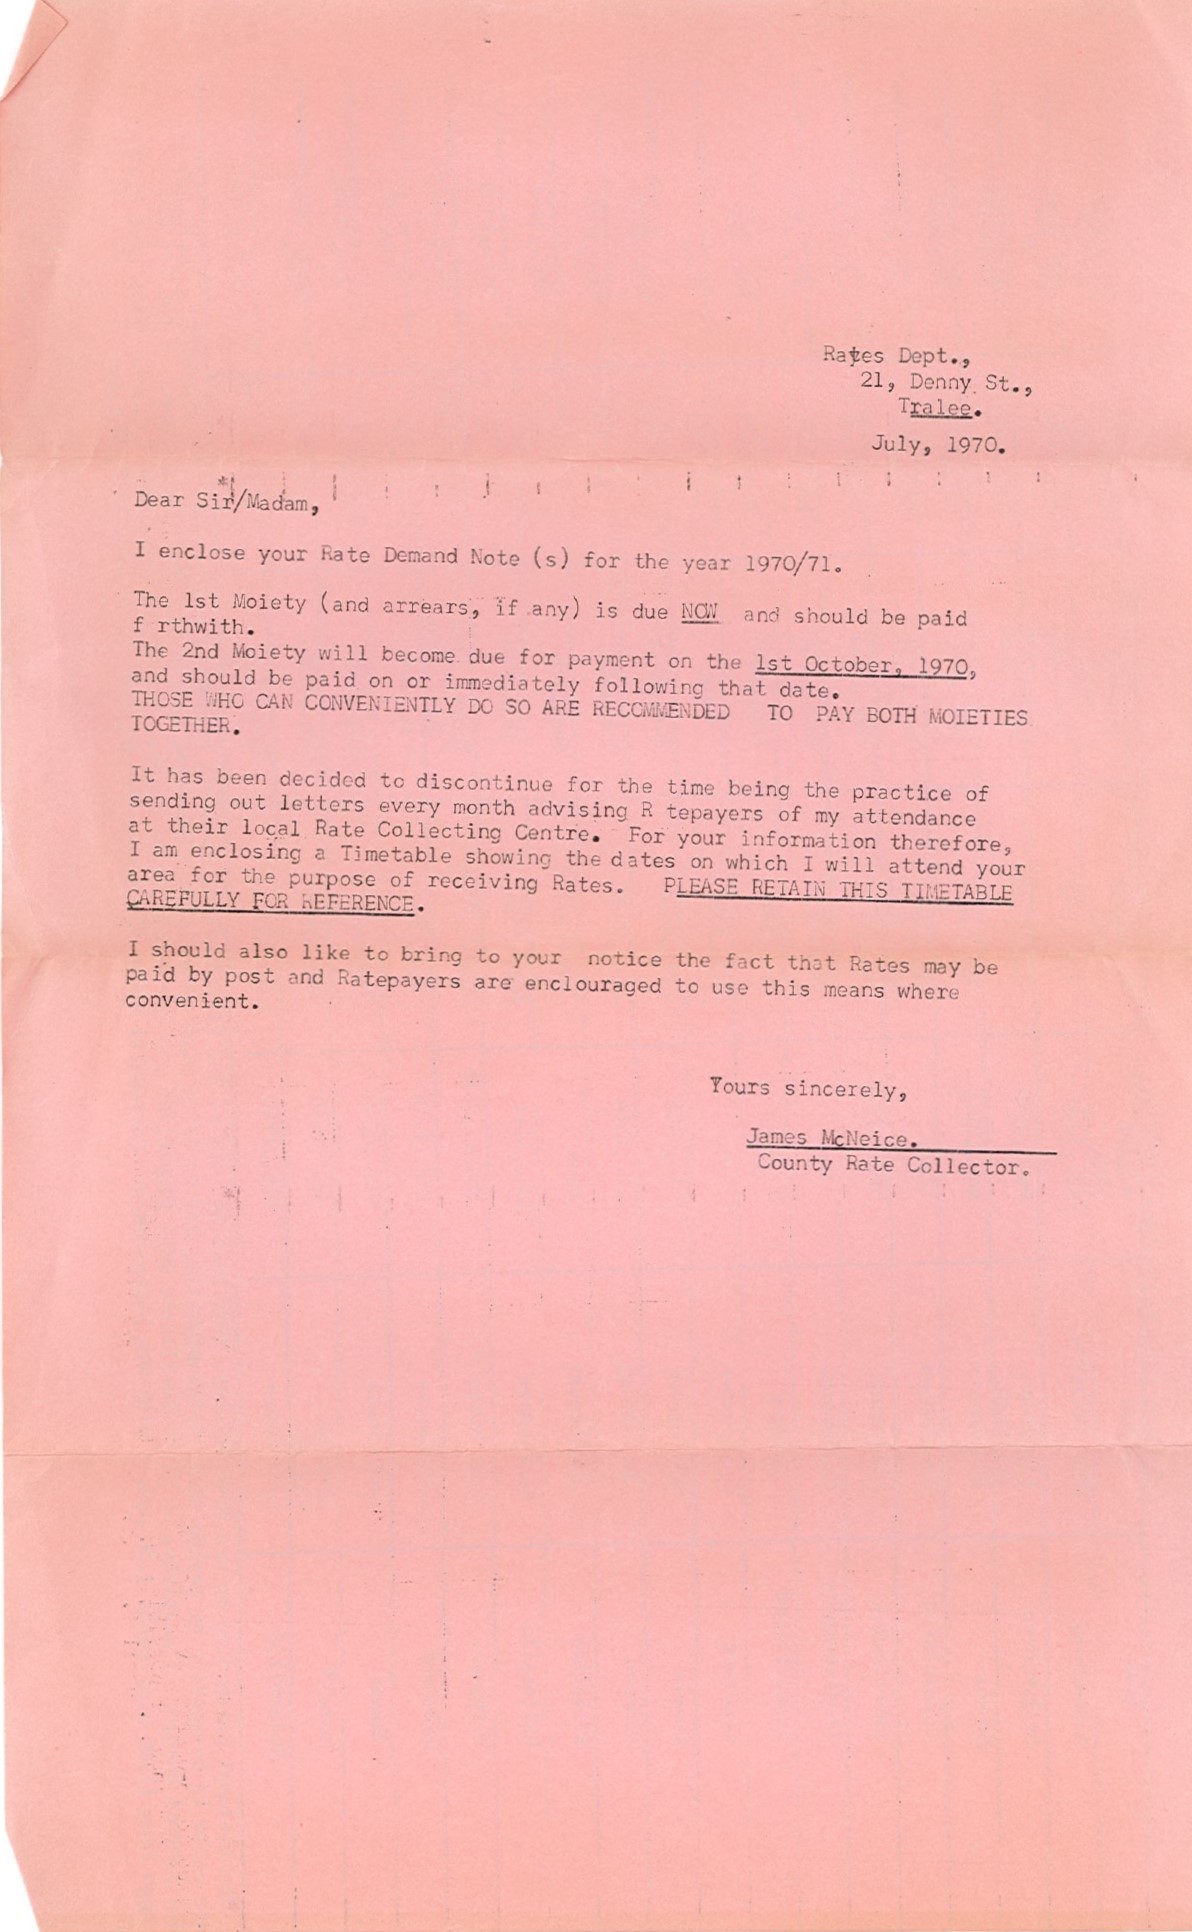 Rates Dept.,
21, Denny St.,
Tralee.
July, 1970.
Dear Sir/Madam,
I enclose your Rate Demand Note (s) for the year 1970/71.
The 1st Moiety (and arrears, if any) is due NOW and should be paid
f rthwith.
The 2nd Moiety will become due for payment on the 1st October, 1970,
and should be paid on or immediately following that date.
THOSE WHO CAN CONVENIENTLY DO SO ARE RECOMMENDED TO PAY BOTH MOIETIES
TOGETHER.
It has been decided to discontinue for the time being the practice of
sending out letters every month advising R tepayers of my attendance
at their local Rate Collecting Centre. For your information therefore,
I am enclosing a Timetable showing the dates on which I will attend your
area for the purpose of receiving Rates. PLEASE RETAIN THIS TIMETABLE
CAREFULLY FOR REFERENCE.
I should also like to bring to your notice the fact that Rates may be
paid by post and Ratepayers are enclouraged to use this means where
convenient.
Yours sincerely,
James McNeice.
County Rate Collector.